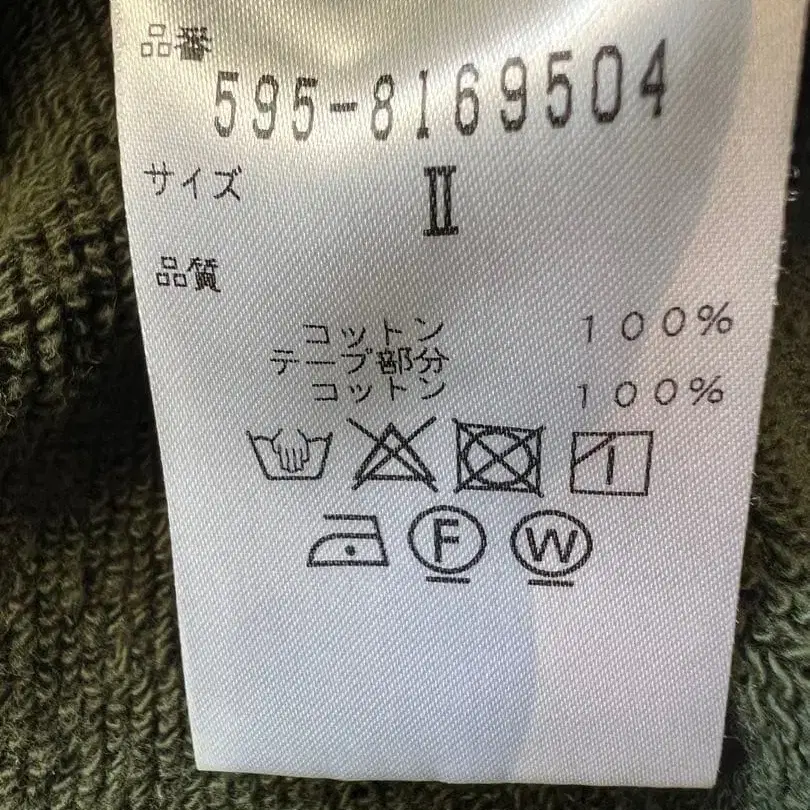 品番
595-8169504
サイズ Ⅱ
品質
コットン 100%
テープ部分
コットン 100%
F W